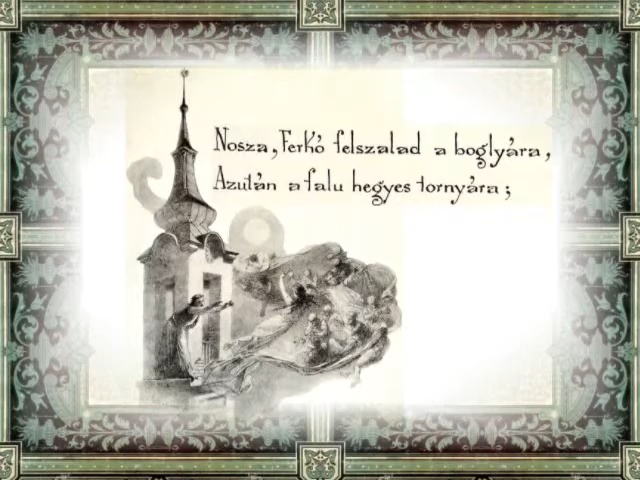 Nosza, Ferkó felszalad a boglyára,
Azután a falu hegyes tornyára;